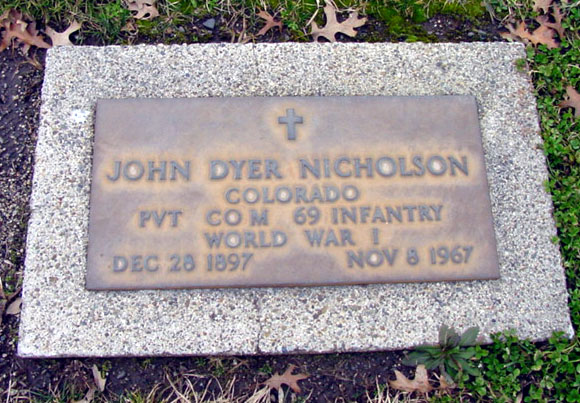 JOHN DYER NICHOLSON
COLORADO
PVT CO M 69 INFANTRY
WORLD WAR I
DEC 28 1897 NOV 8 1967